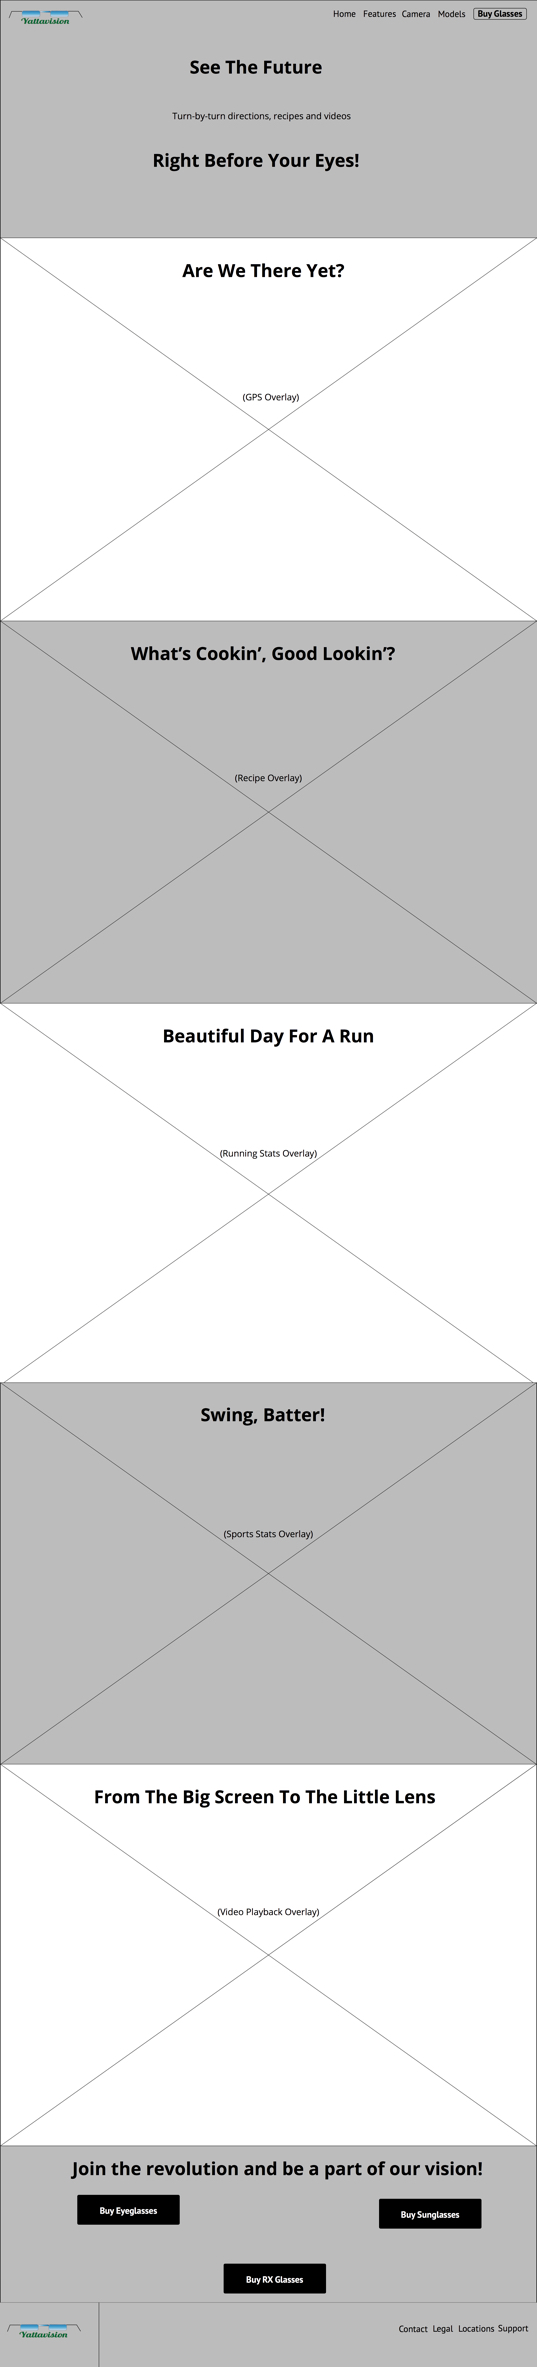 Yattavision
Home Features Camera Models Buy Glasses
See The Future
Turn-by-turn directions, recipes and videos
Right Before Your Eyes!
Are We There Yet?
(GPS Overlay)
What’s Cookin’, Good Lookin’?
(Recipe Overlay)
Beautiful Day For A Run
(Running Stats Overlay)
Swing, Batter!
(Sports Stats Overlay)
From The Big Screen To The Little Lens
(Video Playback Overlay)
Join the revolution and be a part of our vision!
Buy Eyeglasses
Buy Sunglasses
Buy RX Glasses
Yattavision
Contact Legal Locations Support